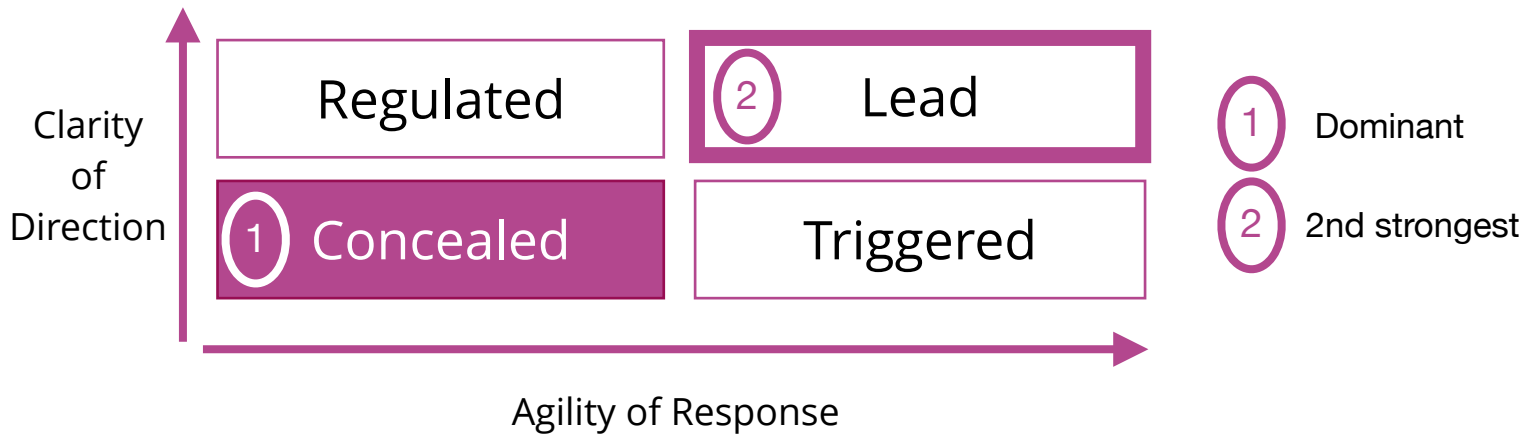 Clarity
of
Direction
Regulated
2 Lead
1 Concealed
Triggered
Agility of Response
1 Dominant
2 2nd strongest